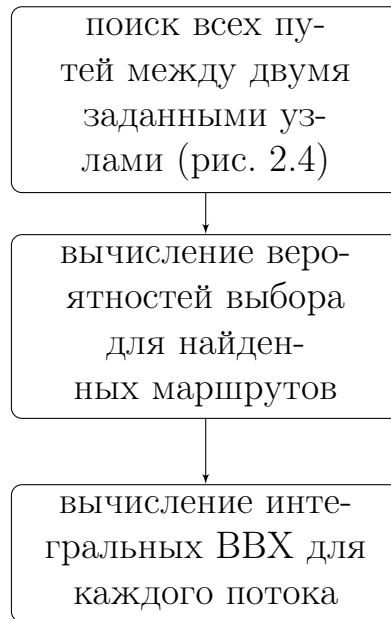 поиск всех пу-
тей между двумя
заданными уз-
лами (рис. 2.4)
вычисление веро-
ятностей выбора
для найден-
ных маршрутов
вычисление инте-
гральных ВВХ для
каждого потока